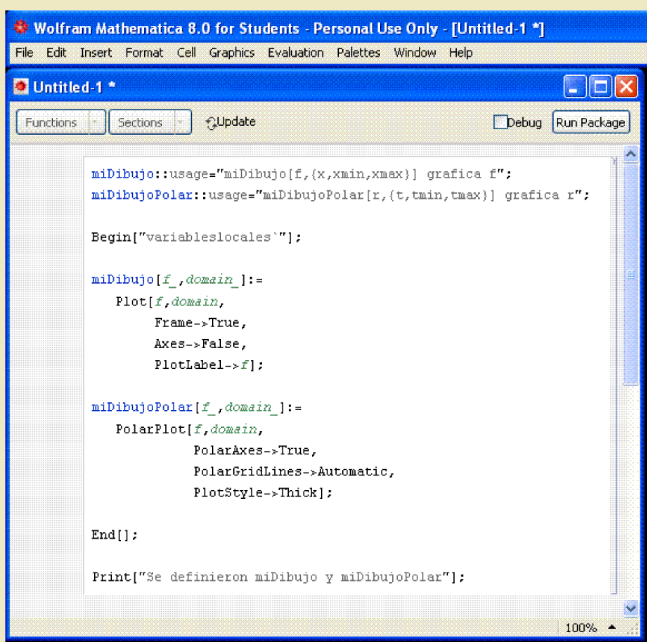 Wolfram Mathematica 8.0 for Students - Personal Use Only - [Untitled-1 *]
File Edit Insert Format Cell Graphics Evaluation Palettes Window Help
Untitled-1 *
Functions Sections Update Debug Run Package
miDibujo::usage="miDibujo[f,{x,xmin,xmax}] grafica f";
miDibujoPolar::usage="miDibujoPolar[r,{t,tmin,tmax}] grafica r";
Begin["variableslocales`"];
miDibujo[f_,domain_]:=
Plot[f,domain,
Frame->True,
Axes->False,
PlotLabel->f];
miDibujoPolar[f_,domain_]:=
PolarPlot[f,domain,
PolarAxes->True,
PolarGridLines->Automatic,
PlotStyle->Thick];
End[];
Print["Se definieron miDibujo y miDibujoPolar"];
100%